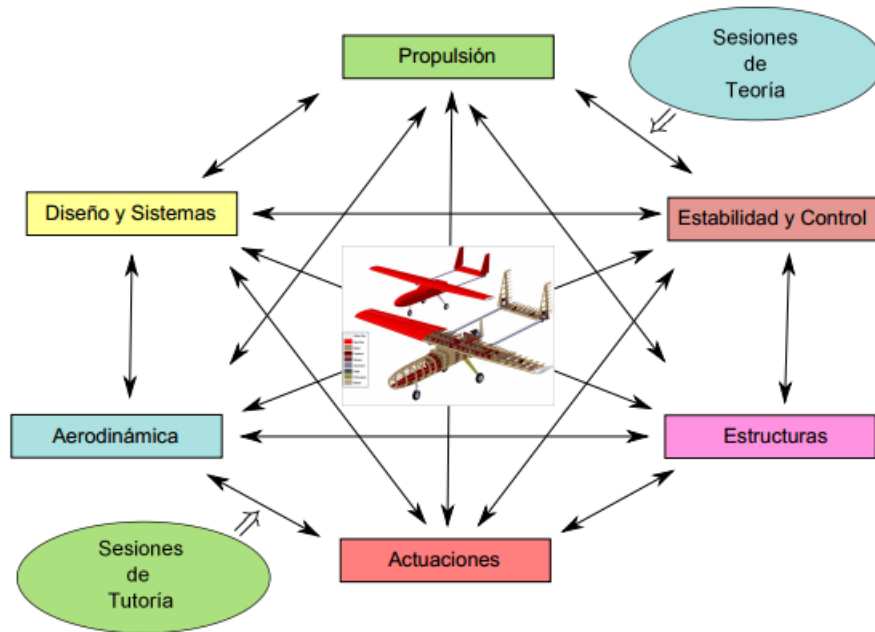 Propulsión
Sesiones
de
Teoría
Diseño y Sistemas
Estabilidad y Control
Aerodinámica
Estructuras
Sesiones
de
Tutoría
Actuaciones